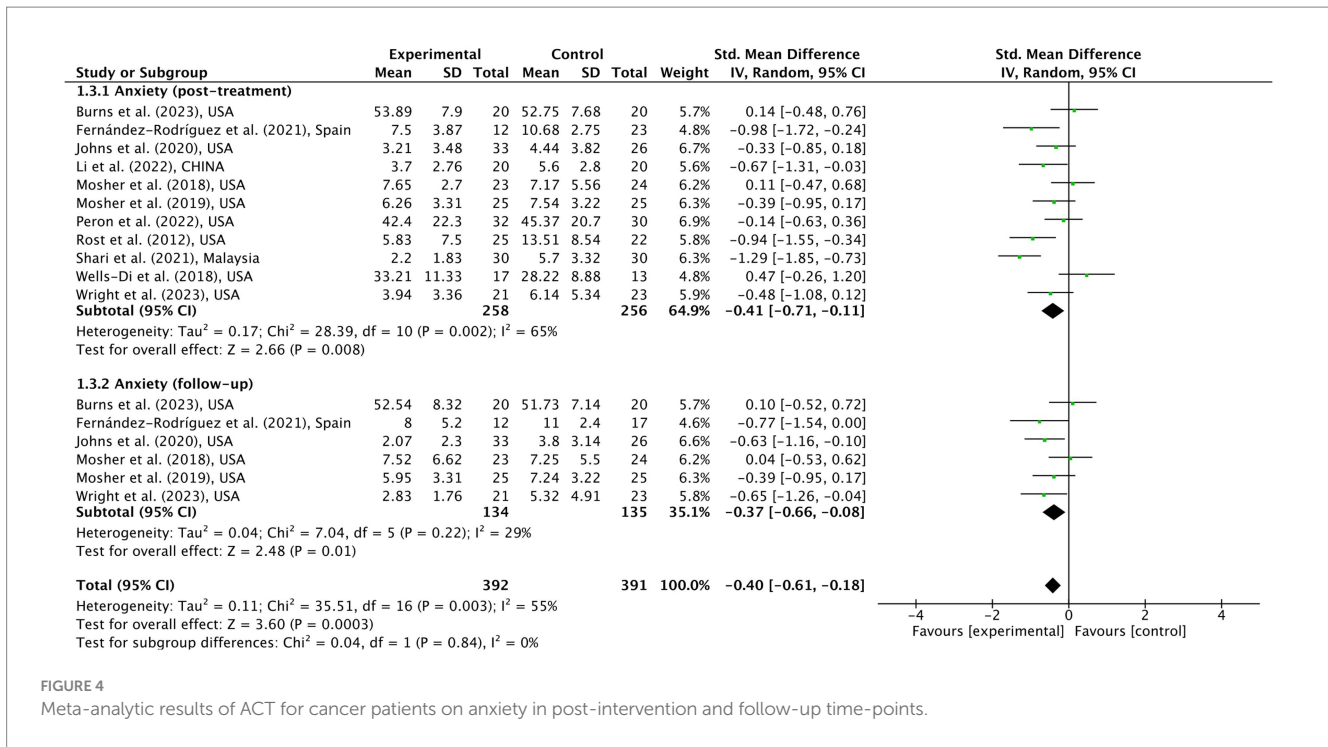 Experimental Control Std. Mean Difference Std. Mean Difference
Study or Subgroup Mean SD Total Mean SD Total Weight IV, Random, 95% CI IV, Random, 95% CI
1.3.1 Anxiety (post-treatment)
Burns et al. (2023), USA 53.89 7.9 20 52.75 7.68 20 5.7% 0.14 [-0.48, 0.76]
Fernández-Rodríguez et al. (2021), Spain 7.5 3.87 12 10.68 2.75 23 4.8% -0.98 [-1.72, -0.24]
Johns et al. (2020), USA 3.21 3.48 33 4.44 3.82 26 6.7% -0.33 [-0.85, 0.18]
Li et al. (2022), CHINA 3.7 2.76 20 5.6 2.8 20 5.6% -0.67 [-1.31, -0.03]
Mosher et al. (2018), USA 7.65 2.7 23 7.17 5.56 24 6.2% 0.11 [-0.47, 0.68]
Mosher et al. (2019), USA 6.26 3.31 25 7.54 3.22 25 6.3% -0.39 [-0.95, 0.17]
Peron et al. (2022), USA 42.4 22.3 32 45.37 20.7 30 6.9% -0.14 [-0.63, 0.36]
Rost et al. (2012), USA 5.83 7.5 25 13.51 8.54 22 5.8% -0.94 [-1.55, -0.34]
Shari et al. (2021), Malaysia 2.2 1.83 30 5.7 3.32 30 6.3% -1.29 [-1.85, -0.73]
Wells-Di et al. (2018), USA 33.21 11.33 17 28.22 8.88 13 4.8% 0.47 [-0.26, 1.20]
Wright et al. (2023), USA 3.94 3.36 21 6.14 5.34 23 5.9% -0.48 [-1.08, 0.12]
Subtotal (95% CI) 258 256 64.9% -0.41 [-0.71, -0.11]
Heterogeneity: Tau² = 0.17; Chi² = 28.39, df = 10 (P = 0.002); I² = 65%
Test for overall effect: Z = 2.66 (P = 0.008)
1.3.2 Anxiety (follow-up)
Burns et al. (2023), USA 52.54 8.32 20 51.73 7.14 20 5.7% 0.10 [-0.52, 0.72]
Fernández-Rodríguez et al. (2021), Spain 8 5.2 12 11 2.4 17 4.6% -0.77 [-1.54, 0.00]
Johns et al. (2020), USA 2.07 2.3 33 3.8 3.14 26 6.6% -0.63 [-1.16, -0.10]
Mosher et al. (2018), USA 7.52 6.62 23 7.25 5.5 24 6.2% 0.04 [-0.53, 0.62]
Mosher et al. (2019), USA 5.95 3.31 25 7.24 3.22 25 6.3% -0.39 [-0.95, 0.17]
Wright et al. (2023), USA 2.83 1.76 21 5.32 4.91 23 5.8% -0.65 [-1.26, -0.04]
Subtotal (95% CI) 134 135 35.1% -0.37 [-0.66, -0.08]
Heterogeneity: Tau² = 0.04; Chi² = 7.04, df = 5 (P = 0.22); I² = 29%
Test for overall effect: Z = 2.48 (P = 0.01)
Total (95% CI) 392 391 100.0% -0.40 [-0.61, -0.18]
Heterogeneity: Tau² = 0.11; Chi² = 35.51, df = 16 (P = 0.003); I² = 55%
Test for overall effect: Z = 3.60 (P = 0.0003)
Test for subgroup differences: Chi² = 0.04, df = 1 (P = 0.84), I² = 0%
-4 -2 0 2 4
Favours [experimental] Favours [control]
FIGURE 4
Meta-analytic results of ACT for cancer patients on anxiety in post-intervention and follow-up time-points.